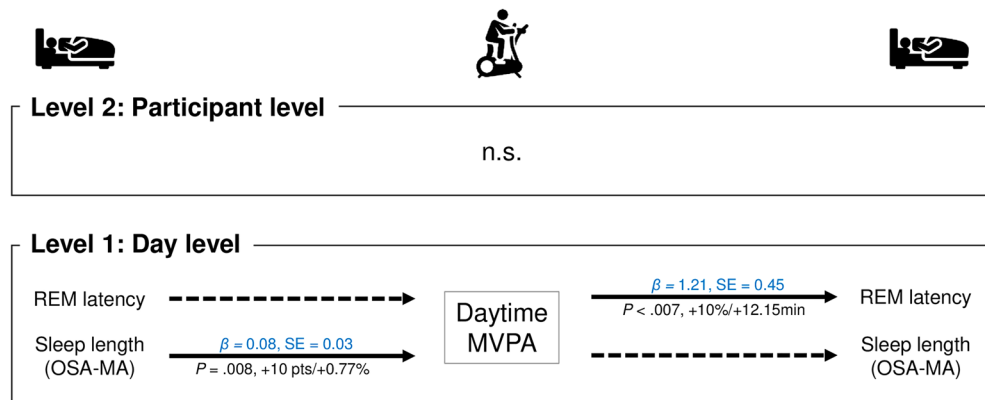 Level 2: Participant level
n.s.
Level 1: Day level
REM latency
β = 1.21, SE = 0.45
P < .007, +10%/+12.15min
REM latency
Daytime
MVPA
Sleep length
(OSA-MA)
β = 0.08, SE = 0.03
P = .008, +10 pts/+0.77%
Sleep length
(OSA-MA)